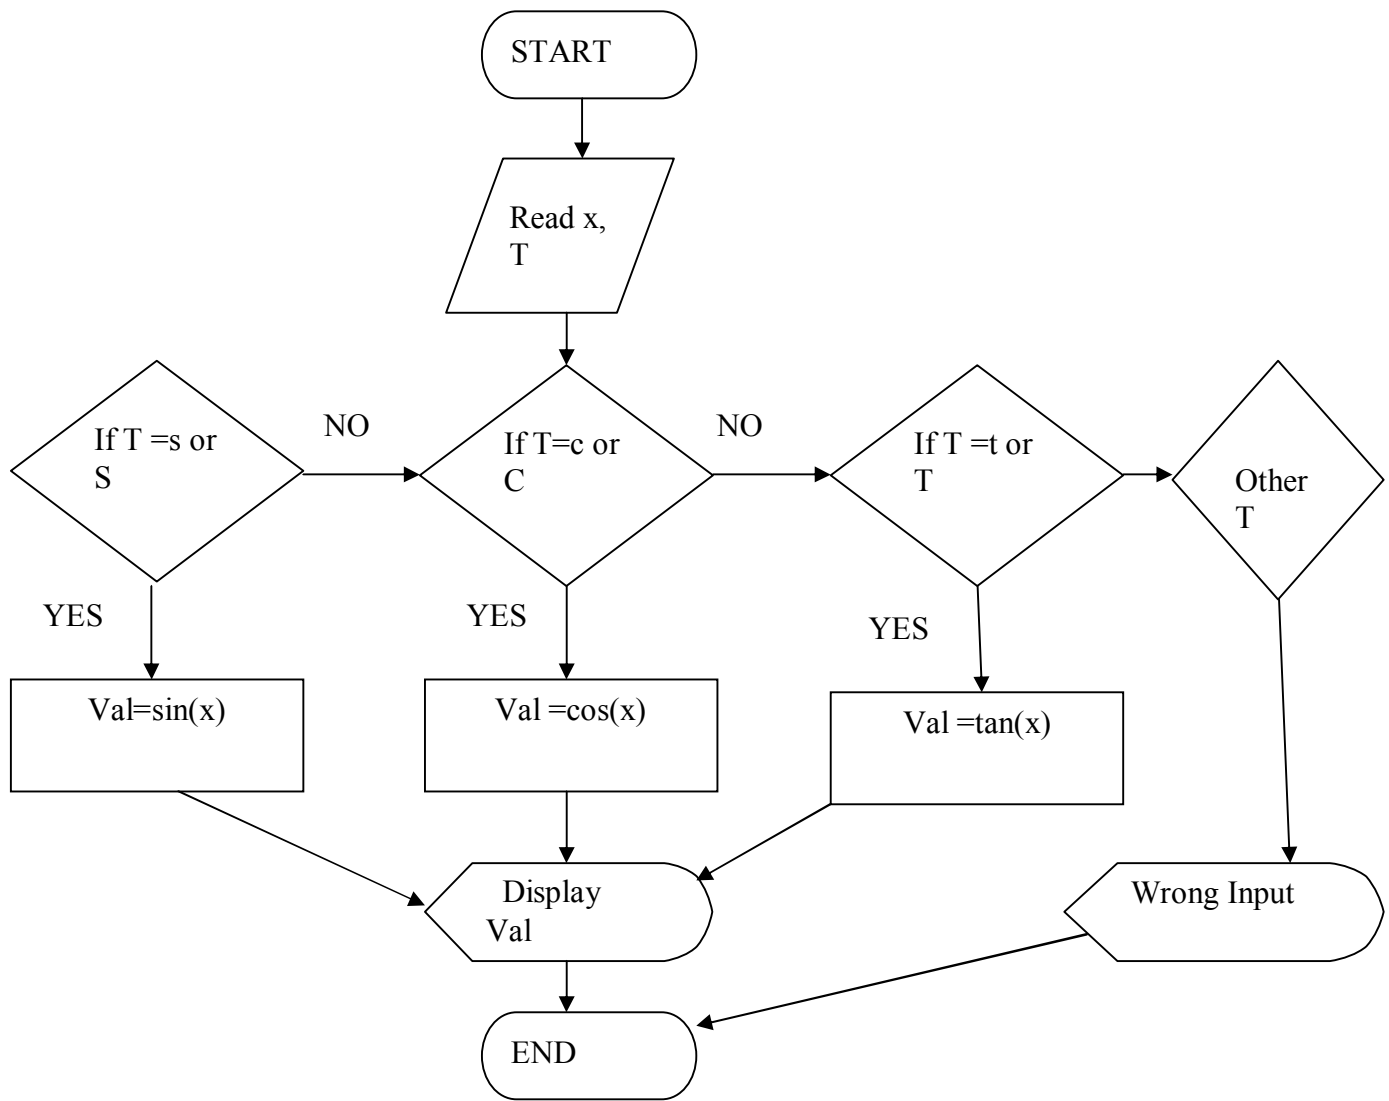 START
Read x,
T
If T =s or
S
NO
If T=c or
C
NO
If T =t or
T
Other
T
YES
YES
YES
Val=sin(x)
Val =cos(x)
Val =tan(x)
Display
Val
Wrong Input
END